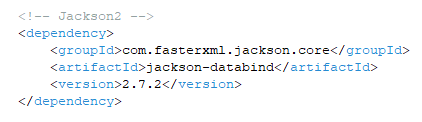 <!-- Jackson2 -->
<dependency>
    <groupId>com.fasterxml.jackson.core</groupId>
    <artifactId>jackson-databind</artifactId>
    <version>2.7.2</version>
</dependency>